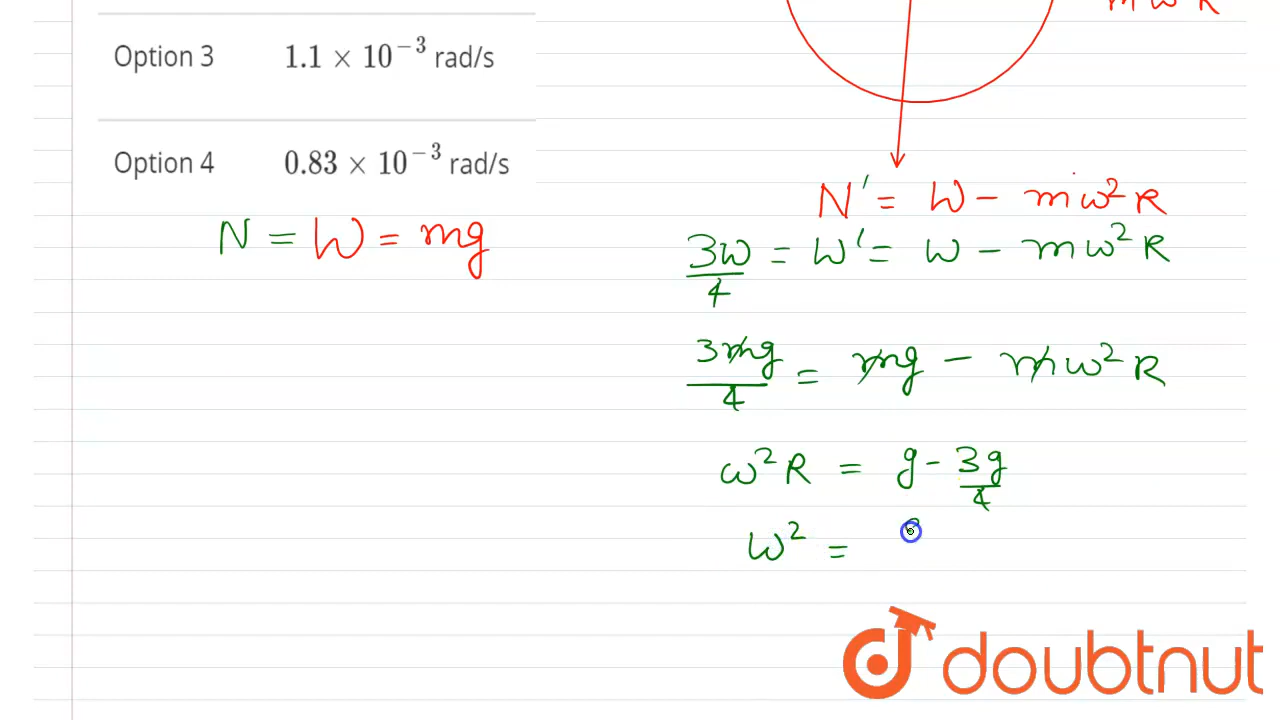 mω²R
Option 3 1.1 × 10⁻³ rad/s
Option 4 0.83 × 10⁻³ rad/s
N = W = mg
N' = W - mω²R
3W/4 = W' = W - mω²R
3mg/4 = mg - mω²R
ω²R = g - 3g/4
ω² =
doubtnut